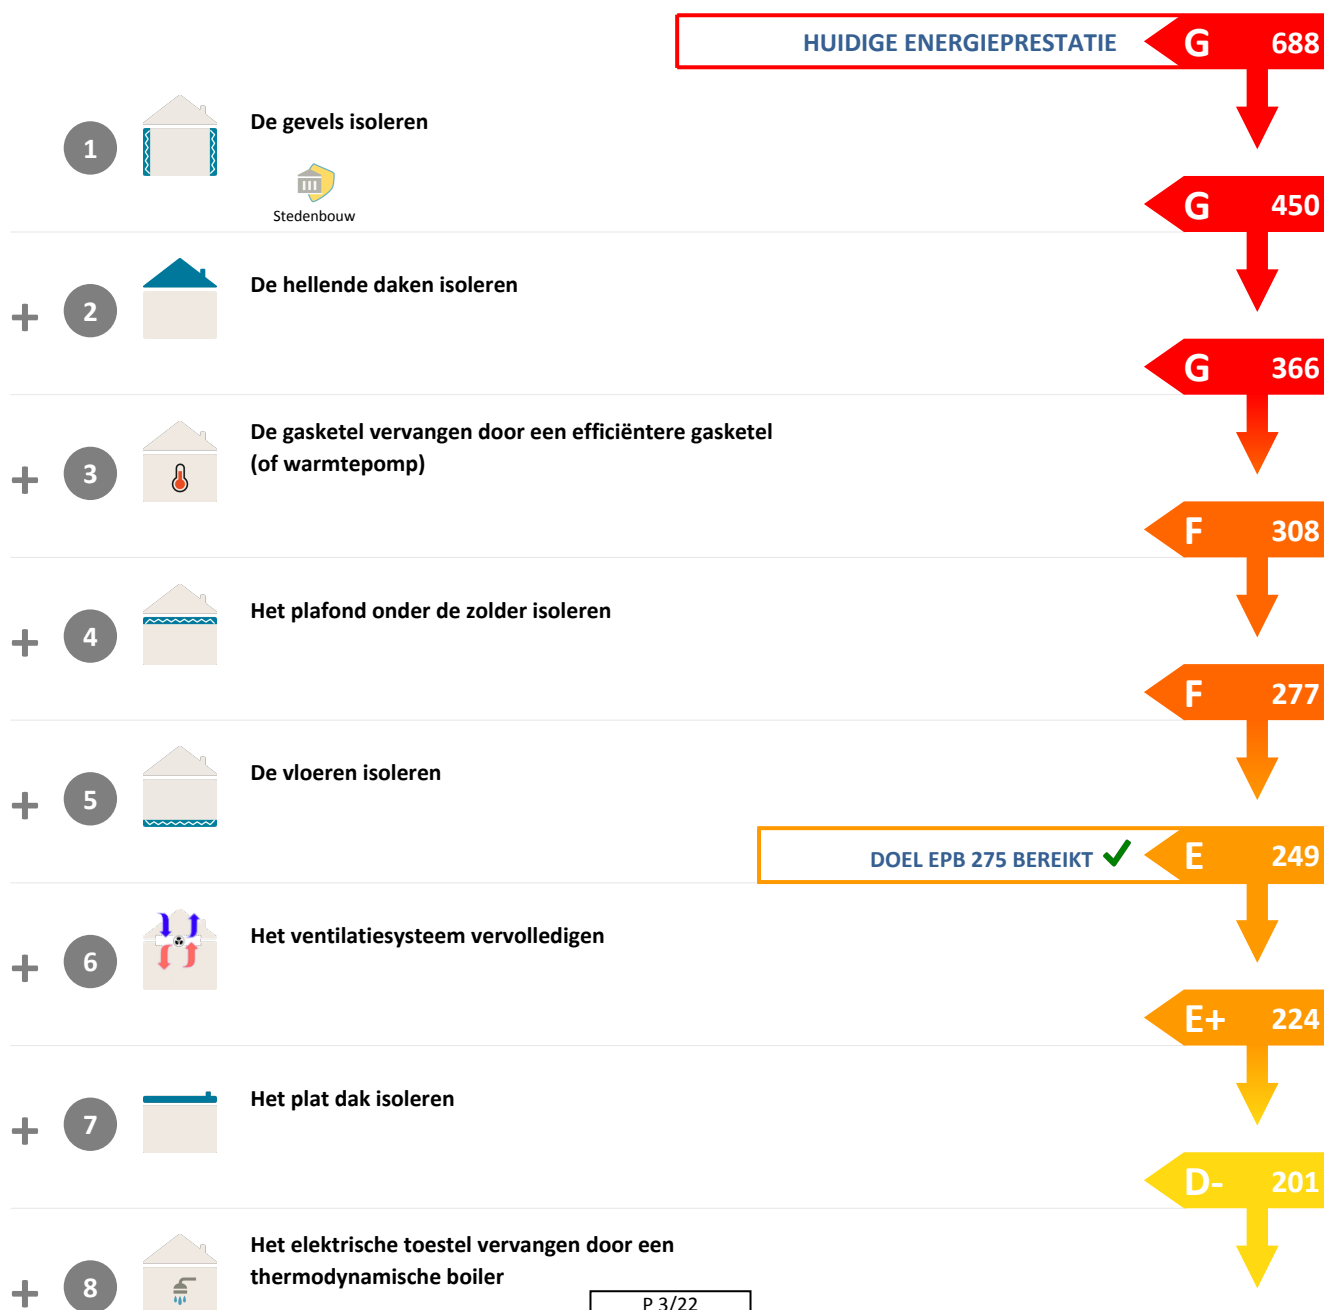 HUIDIGE ENERGIEPRESTATIE G 688
1 De gevels isoleren
Stedenbouw
G 450
+ 2 De hellende daken isoleren
G 366
+ 3 De gasketel vervangen door een efficiëntere gasketel
(of warmtepomp)
F 308
+ 4 Het plafond onder de zolder isoleren
F 277
+ 5 De vloeren isoleren
DOEL EPB 275 BEREIKT ✓ E 249
+ 6 Het ventilatiesysteem vervolledigen
E+ 224
+ 7 Het plat dak isoleren
D- 201
+ 8 Het elektrische toestel vervangen door een
thermodynamische boiler
P 3/22